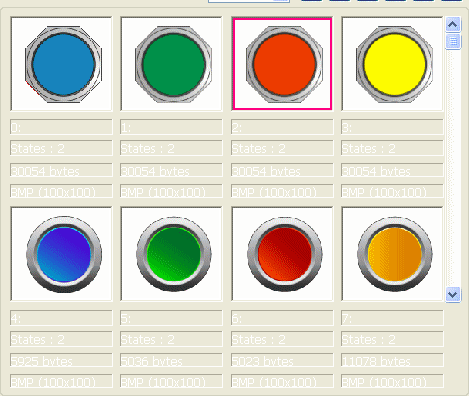 0:
1:
2:
3:
States : 2
States : 2
States : 2
States : 2
30054 bytes
30054 bytes
30054 bytes
30054 bytes
BMP (100x100)
BMP (100x100)
BMP (100x100)
BMP (100x100)
4:
5:
6:
7:
States : 2
States : 2
States : 2
States : 2
5925 bytes
5036 bytes
5023 bytes
11078 bytes
BMP (100x100)
BMP (100x100)
BMP (100x100)
BMP (100x100)